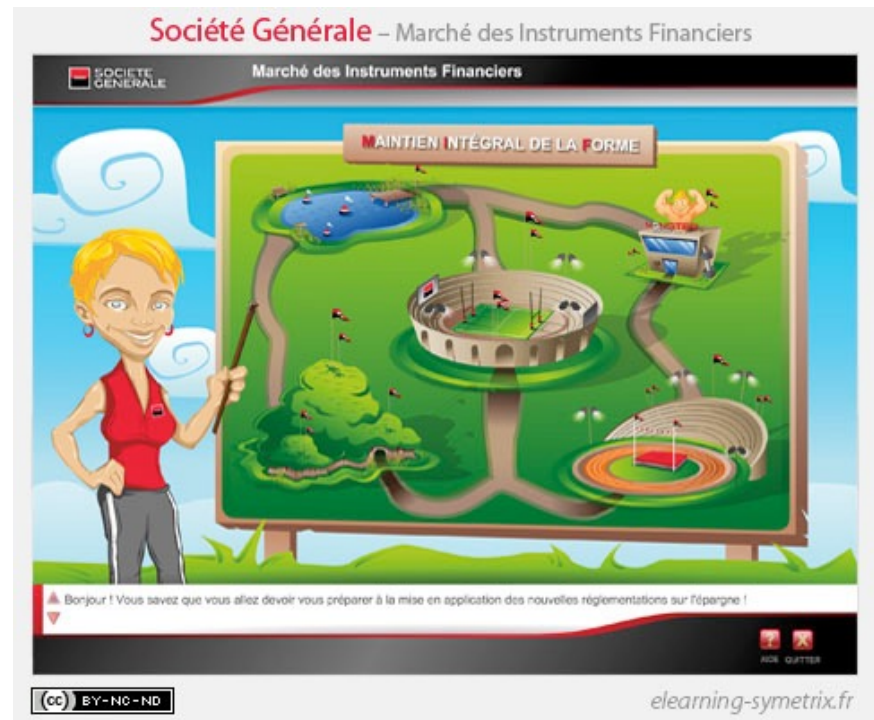 Société Générale – Marché des Instruments Financiers
SOCIETE
GENERALE
Marché des Instruments Financiers
MAINTIEN INTÉGRAL DE LA FORME
Bonjour ! Vous savez que vous allez devoir vous préparer à la mise en application des nouvelles réglementations sur l'épargne !
AIDE QUITTER
(cc) BY-NC-ND
elearning-symetrix.fr